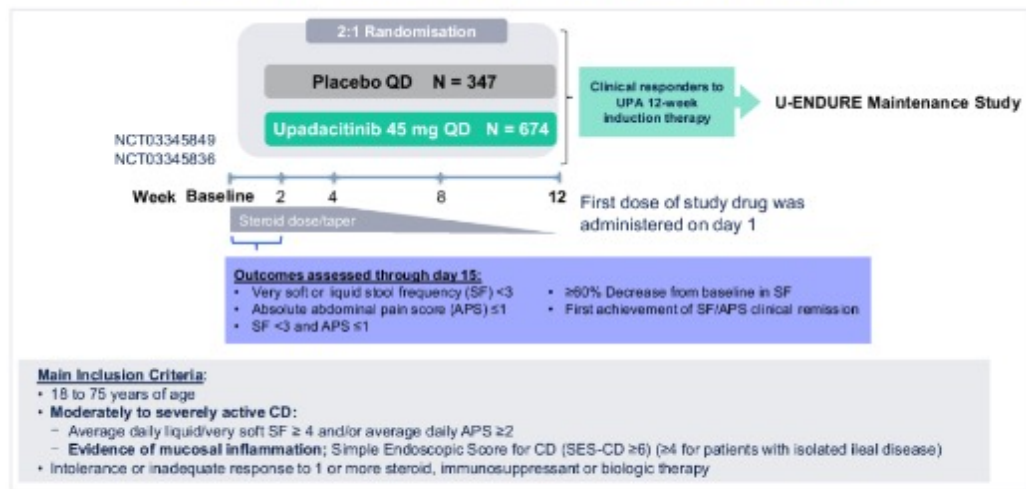 2:1 Randomisation
Placebo QD N = 347
Upadacitinib 45 mg QD N = 674
Clinical responders to
UPA 12-week
induction therapy
U-ENDURE Maintenance Study
NCT03345849
NCT03345836
Week Baseline 2 4 8 12
First dose of study drug was
administered on day 1
Steroid dose/taper
Outcomes assessed through day 15:
• Very soft or liquid stool frequency (SF) <3
• Absolute abdominal pain score (APS) ≤1
• SF <3 and APS ≤1
• ≥60% Decrease from baseline in SF
• First achievement of SF/APS clinical remission
Main Inclusion Criteria:
• 18 to 75 years of age
• Moderately to severely active CD:
− Average daily liquid/very soft SF ≥ 4 and/or average daily APS ≥2
− Evidence of mucosal inflammation; Simple Endoscopic Score for CD (SES-CD ≥6) (≥4 for patients with isolated ileal disease)
• Intolerance or inadequate response to 1 or more steroid, immunosuppressant or biologic therapy